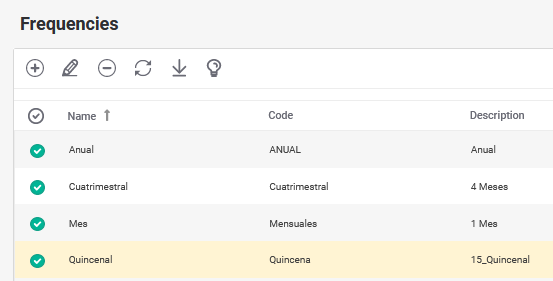 Frequencies
Name Code Description
Anual ANUAL Anual
Cuatrimestral Cuatrimestral 4 Meses
Mes Mensuales 1 Mes
Quincenal Quincena 15_Quincenal